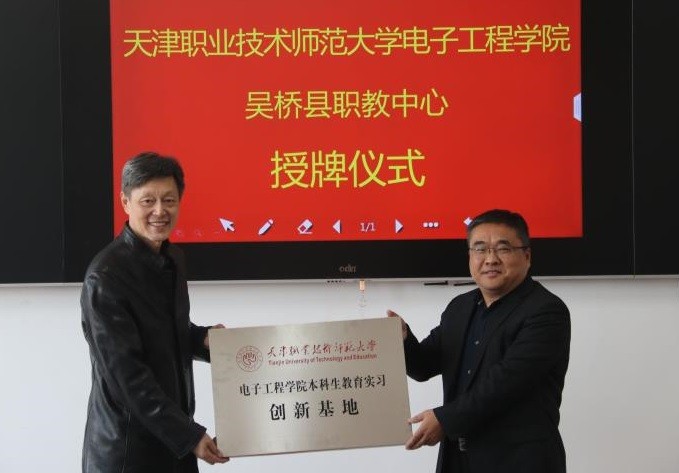 天津职业技术师范大学电子工程学院
吴桥县职教中心
授牌仪式
1/1
天津职业技术师范大学
Tianjin University of Technology and Education
电子工程学院本科生教育实习
创新基地